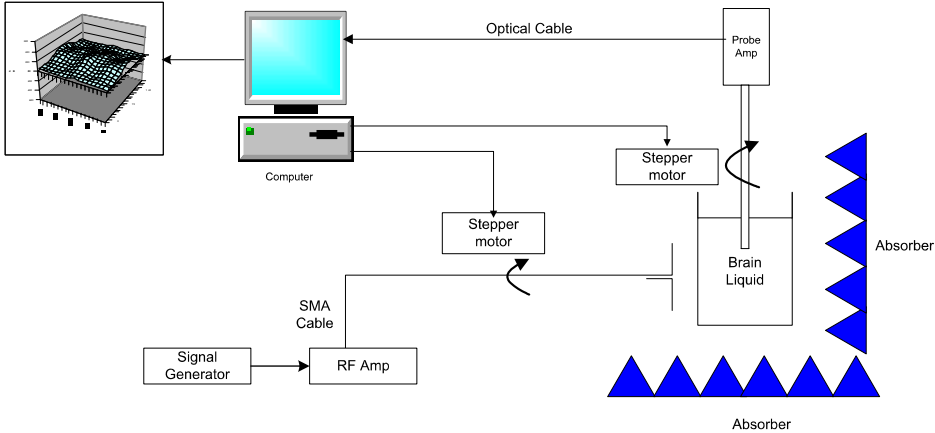 Optical Cable
Probe
Amp
Computer
Stepper
motor
Stepper
motor
Brain
Liquid
Absorber
SMA
Cable
Signal
Generator
RF Amp
Absorber